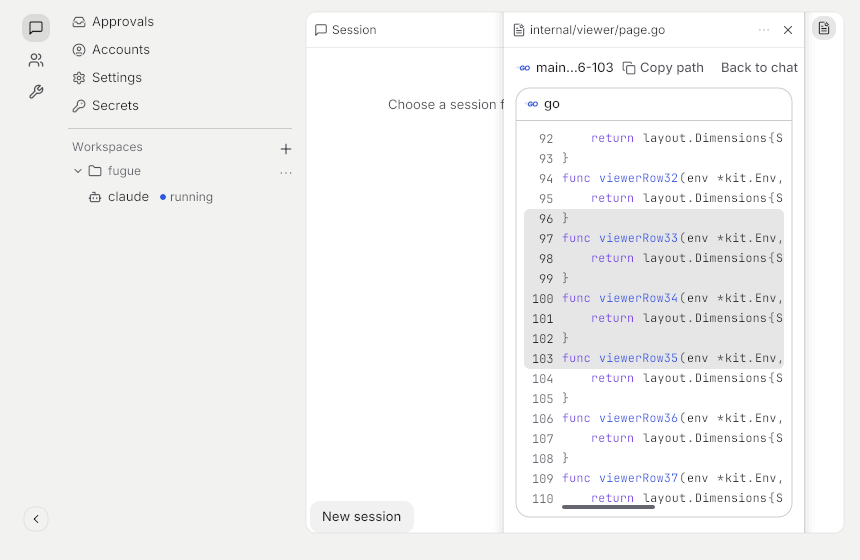 Approvals
Accounts
Settings
Secrets
Workspaces
fugue
claude running
Session
Choose a session f
New session
internal/viewer/page.go
GO main...6-103 Copy path Back to chat
GO go
92 return layout.Dimensions{S
93 }
94 func viewerRow32(env *kit.Env,
95 return layout.Dimensions{S
96 }
97 func viewerRow33(env *kit.Env,
98 return layout.Dimensions{S
99 }
100 func viewerRow34(env *kit.Env,
101 return layout.Dimensions{S
102 }
103 func viewerRow35(env *kit.Env,
104 return layout.Dimensions{S
105 }
106 func viewerRow36(env *kit.Env,
107 return layout.Dimensions{S
108 }
109 func viewerRow37(env *kit.Env,
110 return layout.Dimensions{S